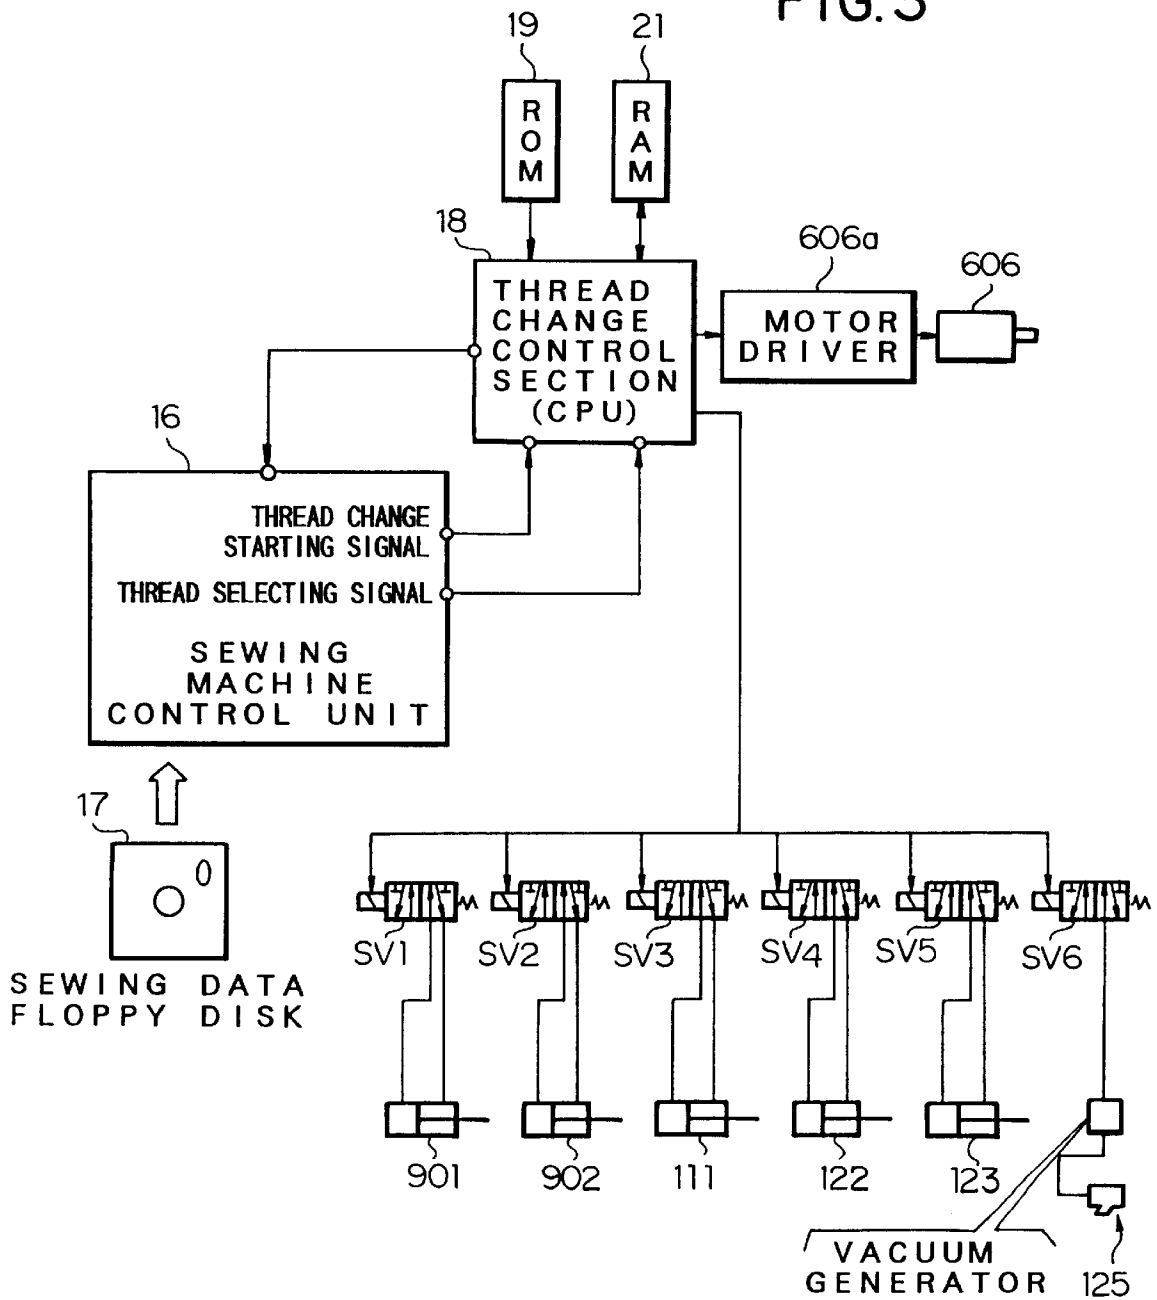 FIG. 3
19
21
ROM
RAM
18
606a
606
THREAD
CHANGE
CONTROL
SECTION
(CPU)
MOTOR
DRIVER
16
THREAD CHANGE
STARTING SIGNAL
THREAD SELECTING SIGNAL
SEWING
MACHINE
CONTROL UNIT
17
SEWING DATA
FLOPPY DISK
SV1
SV2
SV3
SV4
SV5
SV6
901
902
111
122
123
VACUUM
GENERATOR
125